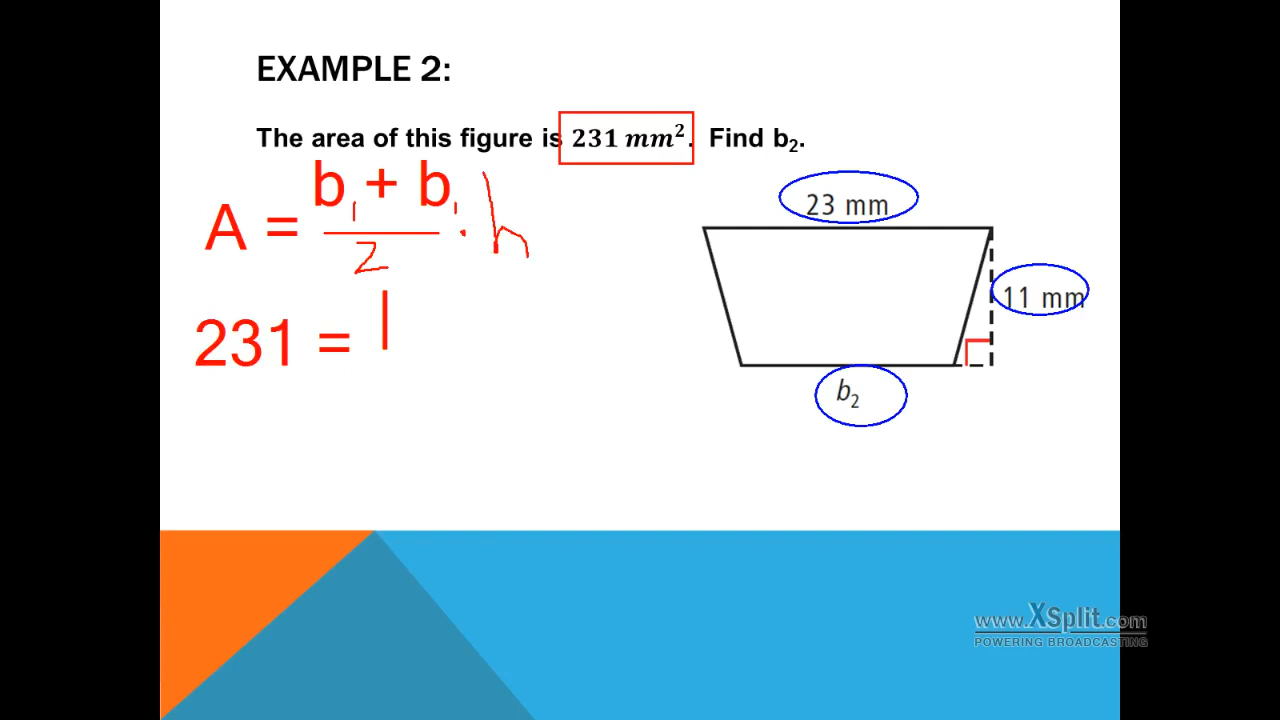 EXAMPLE 2:
The area of this figure is 231 mm². Find b₂.
A = b₁ + b₁ / 2 · h
23 mm
11 mm
231 = |
b₂
www.XSplit.com
POWERING BROADCASTING